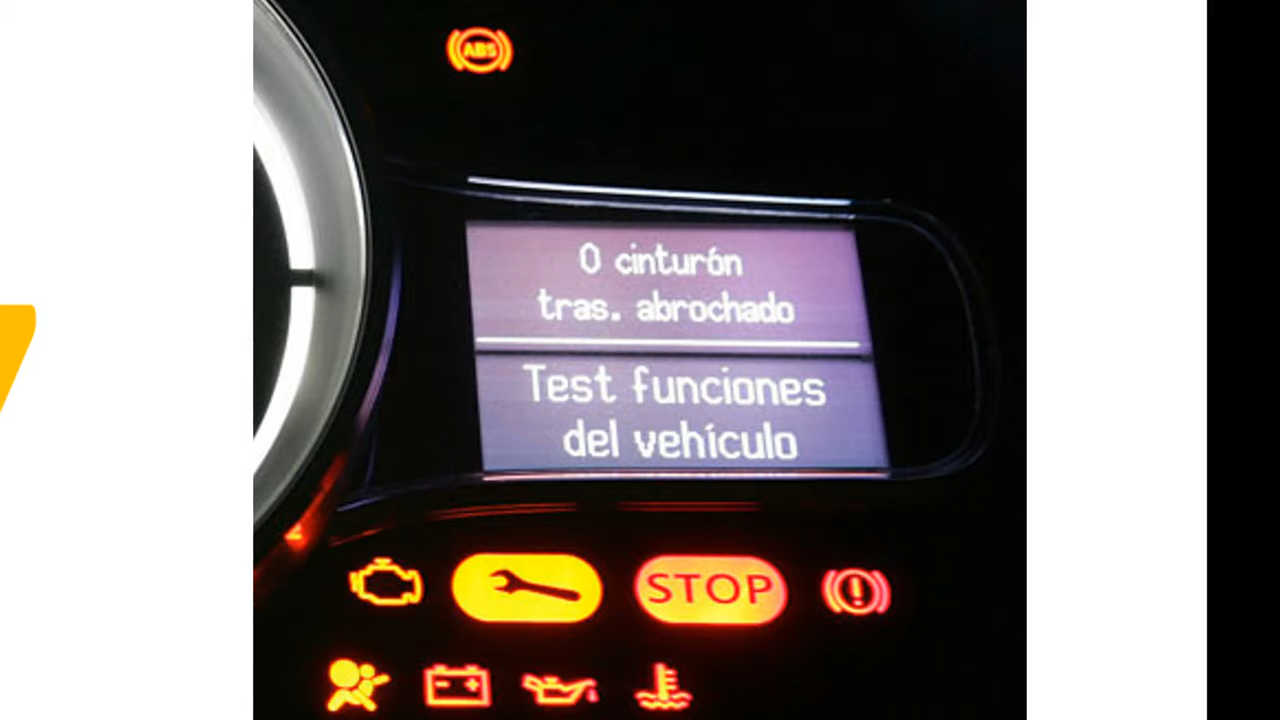 ABS
0 cinturón
tras. abrochado
Test funciones
del vehículo
STOP